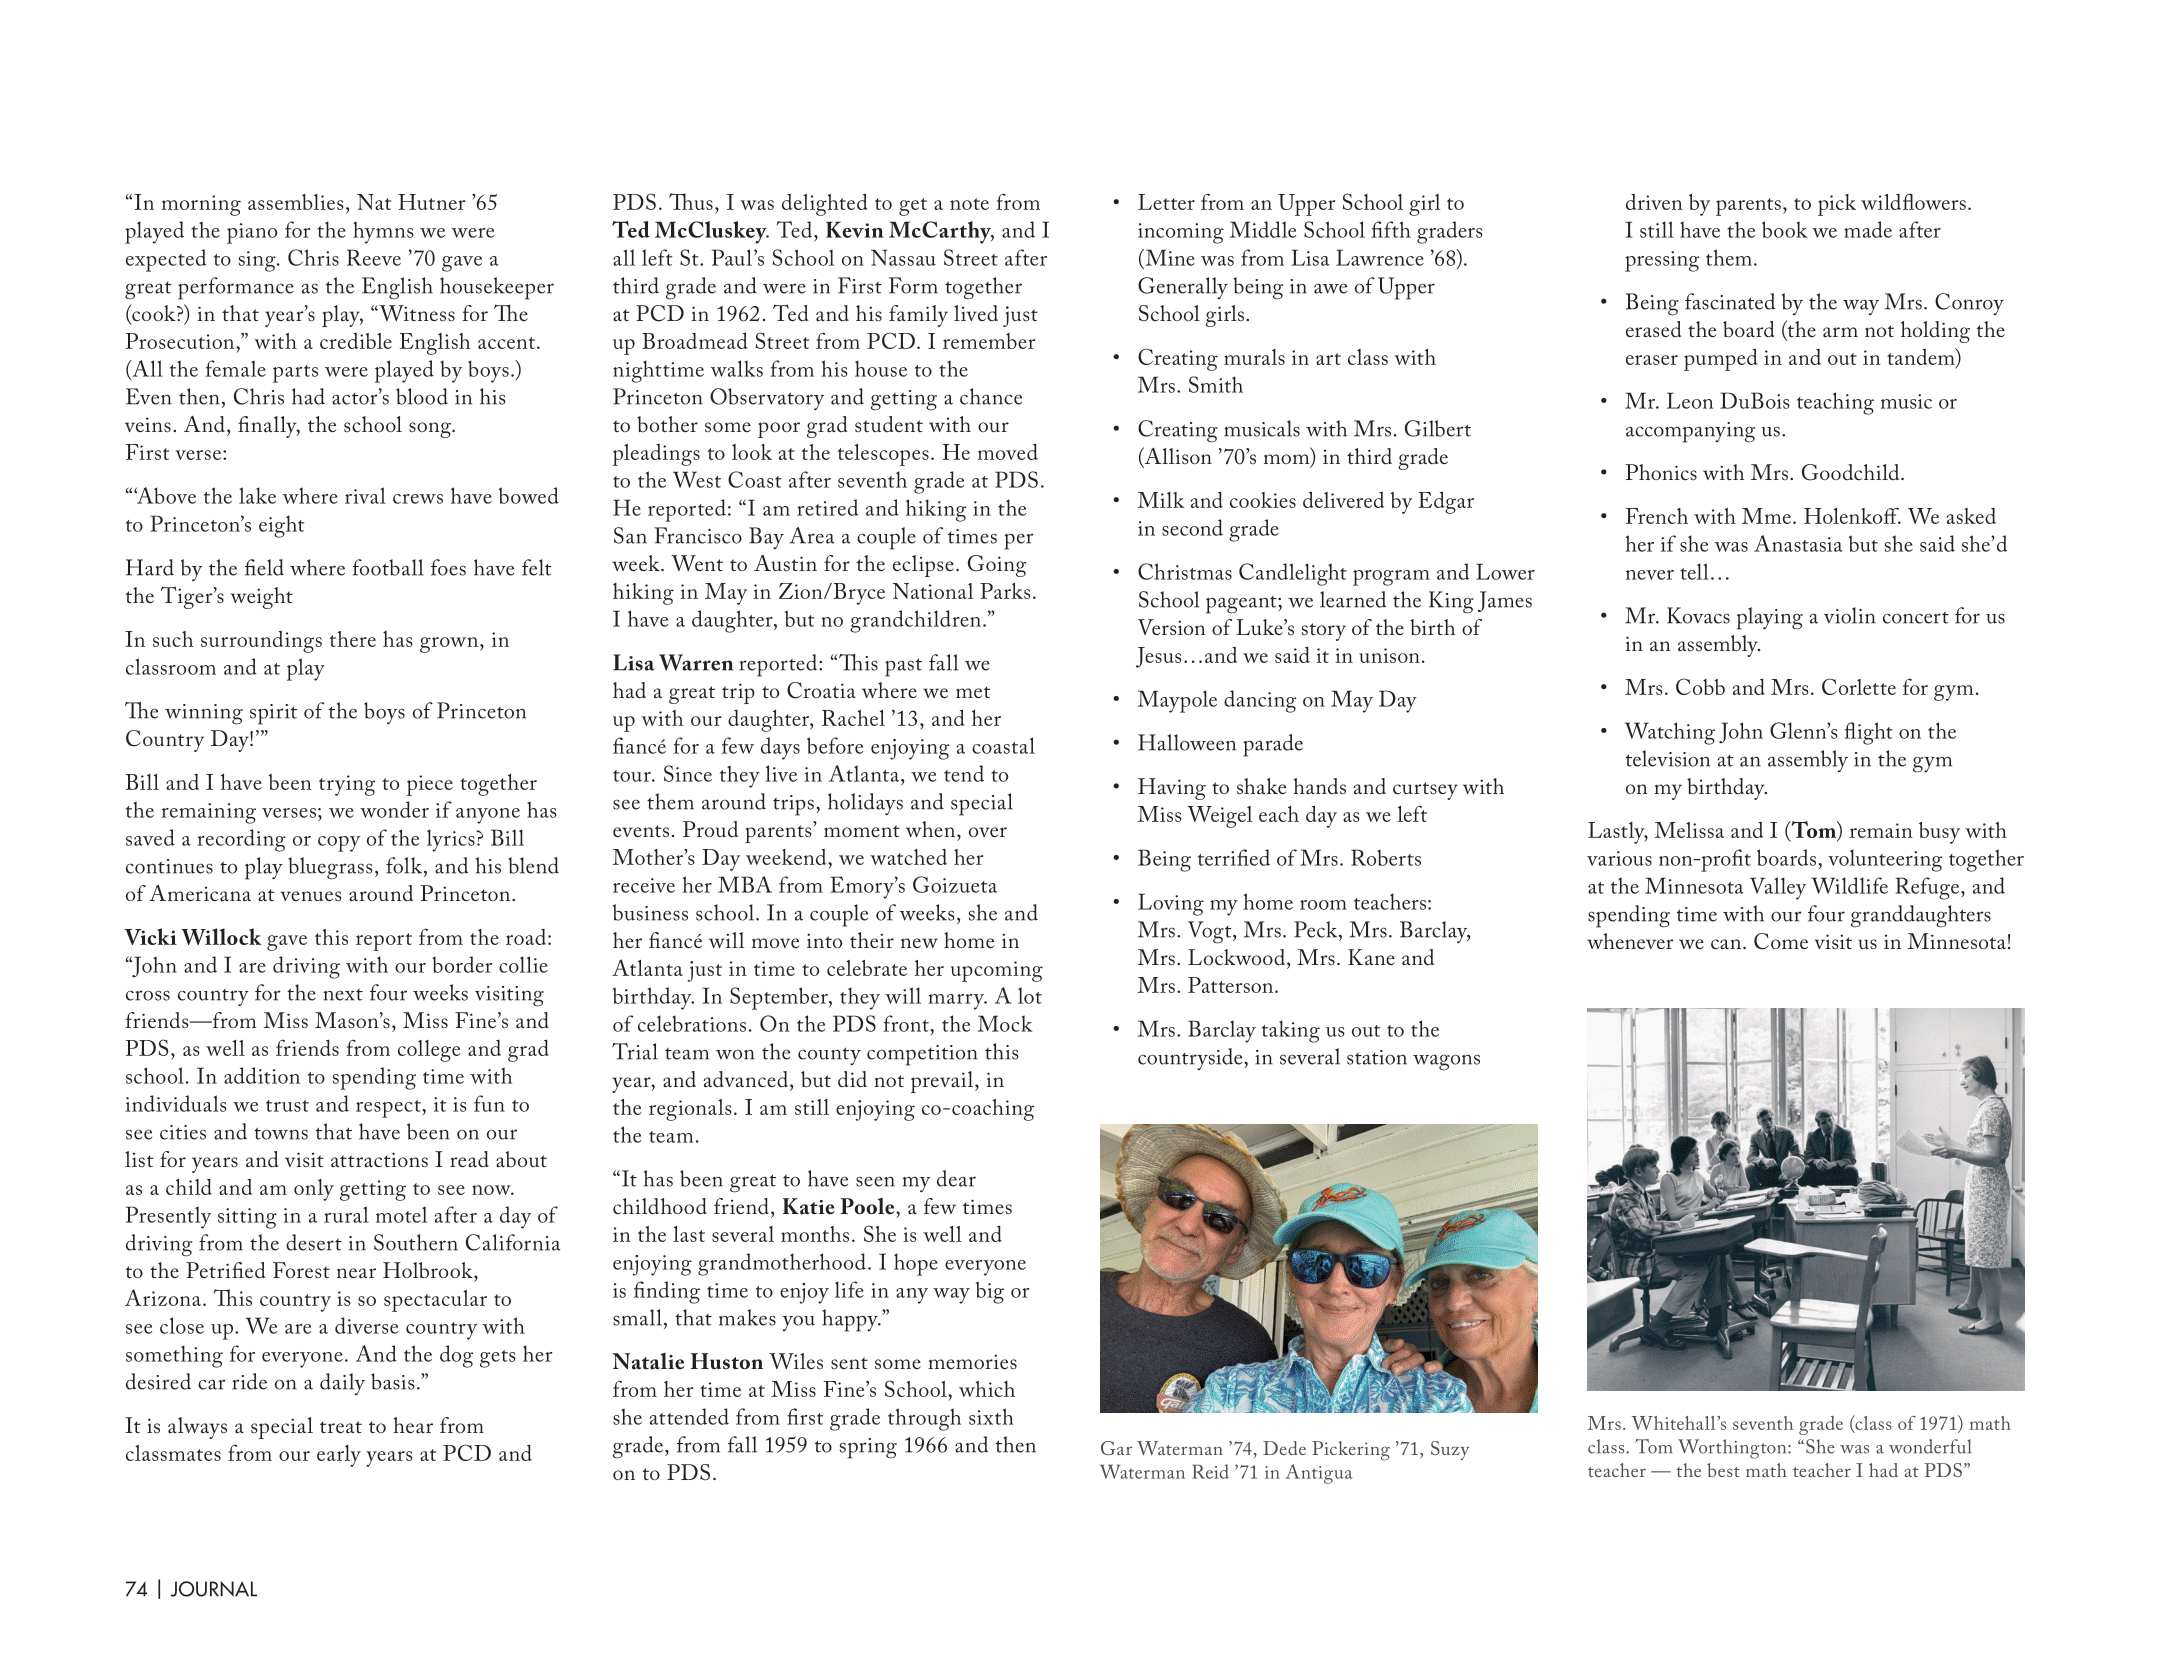 “In morning assemblies, Nat Hutner ’65
played the piano for the hymns we were
expected to sing. Chris Reeve ’70 gave a
great performance as the English housekeeper
(cook?) in that year’s play, “Witness for The
Prosecution,” with a credible English accent.
(All the female parts were played by boys.)
Even then, Chris had actor’s blood in his
veins. And, finally, the school song.
First verse:
“‘Above the lake where rival crews have bowed
to Princeton’s eight
Hard by the field where football foes have felt
the Tiger’s weight
In such surroundings there has grown, in
classroom and at play
The winning spirit of the boys of Princeton
Country Day!’”
Bill and I have been trying to piece together
the remaining verses; we wonder if anyone has
saved a recording or copy of the lyrics? Bill
continues to play bluegrass, folk, and his blend
of Americana at venues around Princeton.
Vicki Willock gave this report from the road:
“John and I are driving with our border collie
cross country for the next four weeks visiting
friends—from Miss Mason’s, Miss Fine’s and
PDS, as well as friends from college and grad
school. In addition to spending time with
individuals we trust and respect, it is fun to
see cities and towns that have been on our
list for years and visit attractions I read about
as a child and am only getting to see now.
Presently sitting in a rural motel after a day of
driving from the desert in Southern California
to the Petrified Forest near Holbrook,
Arizona. This country is so spectacular to
see close up. We are a diverse country with
something for everyone. And the dog gets her
desired car ride on a daily basis.”
It is always a special treat to hear from
classmates from our early years at PCD and
PDS. Thus, I was delighted to get a note from
Ted McCluskey. Ted, Kevin McCarthy, and I
all left St. Paul’s School on Nassau Street after
third grade and were in First Form together
at PCD in 1962. Ted and his family lived just
up Broadmead Street from PCD. I remember
nighttime walks from his house to the
Princeton Observatory and getting a chance
to bother some poor grad student with our
pleadings to look at the telescopes. He moved
to the West Coast after seventh grade at PDS.
He reported: “I am retired and hiking in the
San Francisco Bay Area a couple of times per
week. Went to Austin for the eclipse. Going
hiking in May in Zion/Bryce National Parks.
I have a daughter, but no grandchildren.”
Lisa Warren reported: “This past fall we
had a great trip to Croatia where we met
up with our daughter, Rachel ’13, and her
fiancé for a few days before enjoying a coastal
tour. Since they live in Atlanta, we tend to
see them around trips, holidays and special
events. Proud parents’ moment when, over
Mother’s Day weekend, we watched her
receive her MBA from Emory’s Goizueta
business school. In a couple of weeks, she and
her fiancé will move into their new home in
Atlanta just in time to celebrate her upcoming
birthday. In September, they will marry. A lot
of celebrations. On the PDS front, the Mock
Trial team won the county competition this
year, and advanced, but did not prevail, in
the regionals. I am still enjoying co-coaching
the team.
“It has been great to have seen my dear
childhood friend, Katie Poole, a few times
in the last several months. She is well and
enjoying grandmotherhood. I hope everyone
is finding time to enjoy life in any way big or
small, that makes you happy.”
Natalie Huston Wiles sent some memories
from her time at Miss Fine’s School, which
she attended from first grade through sixth
grade, from fall 1959 to spring 1966 and then
on to PDS.
• Letter from an Upper School girl to
incoming Middle School fifth graders
(Mine was from Lisa Lawrence ’68).
Generally being in awe of Upper
School girls.
• Creating murals in art class with
Mrs. Smith
• Creating musicals with Mrs. Gilbert
(Allison ’70’s mom) in third grade
• Milk and cookies delivered by Edgar
in second grade
• Christmas Candlelight program and Lower
School pageant; we learned the King James
Version of Luke’s story of the birth of
Jesus…and we said it in unison.
• Maypole dancing on May Day
• Halloween parade
• Having to shake hands and curtsey with
Miss Weigel each day as we left
• Being terrified of Mrs. Roberts
• Loving my home room teachers:
Mrs. Vogt, Mrs. Peck, Mrs. Barclay,
Mrs. Lockwood, Mrs. Kane and
Mrs. Patterson.
• Mrs. Barclay taking us out to the
countryside, in several station wagons
Gar Waterman ’74, Dede Pickering ’71, Suzy
Waterman Reid ’71 in Antigua
driven by parents, to pick wildflowers.
I still have the book we made after
pressing them.
• Being fascinated by the way Mrs. Conroy
erased the board (the arm not holding the
eraser pumped in and out in tandem)
• Mr. Leon DuBois teaching music or
accompanying us.
• Phonics with Mrs. Goodchild.
• French with Mme. Holenkoff. We asked
her if she was Anastasia but she said she’d
never tell…
• Mr. Kovacs playing a violin concert for us
in an assembly.
• Mrs. Cobb and Mrs. Corlette for gym.
• Watching John Glenn’s flight on the
television at an assembly in the gym
on my birthday.
Lastly, Melissa and I (Tom) remain busy with
various non-profit boards, volunteering together
at the Minnesota Valley Wildlife Refuge, and
spending time with our four granddaughters
whenever we can. Come visit us in Minnesota!
Mrs. Whitehall’s seventh grade (class of 1971) math
class. Tom Worthington: “She was a wonderful
teacher — the best math teacher I had at PDS”
74 | JOURNAL